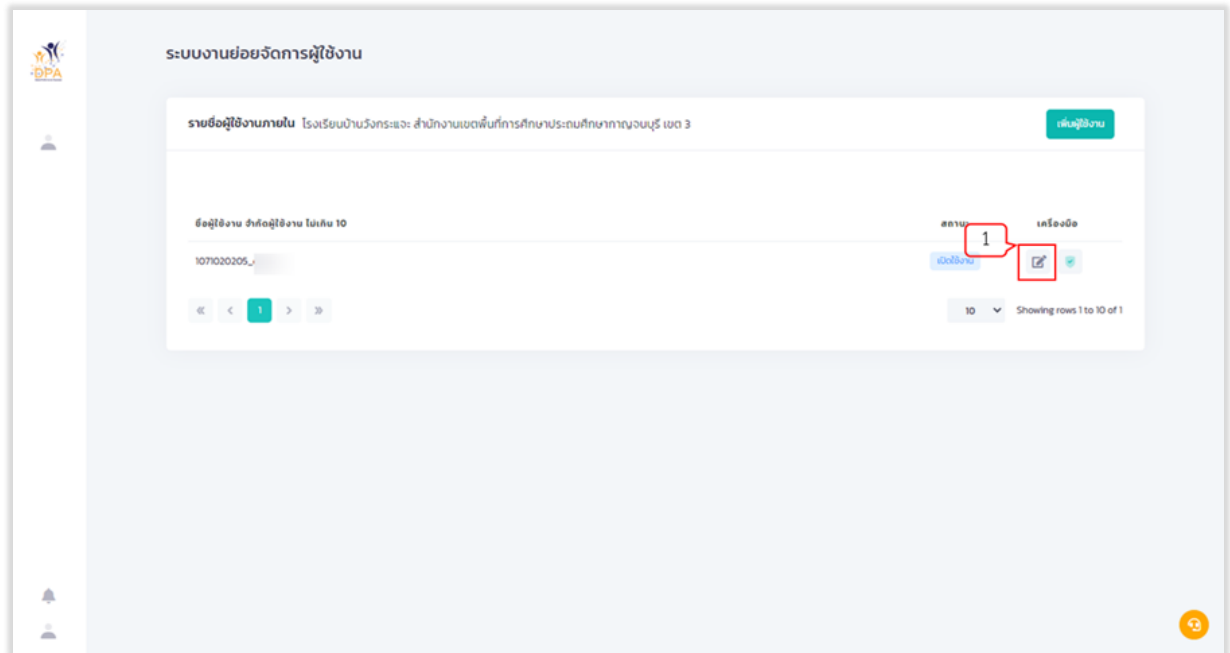 DPA
ระบบงานย่อยจัดการผู้ใช้งาน
รายชื่อผู้ใช้งานภายใน โรงเรียนบ้านวังกระแจะ สำนักงานเขตพื้นที่การศึกษาประถมศึกษากาญจนบุรี เขต 3
เพิ่มผู้ใช้งาน
ชื่อผู้ใช้งาน จำกัดผู้ใช้งาน ไม่เกิน 10 สถานะ เครื่องมือ
1
1071020205_ เปิดใช้งาน
« < 1 > » 10 Showing rows 1 to 10 of 1